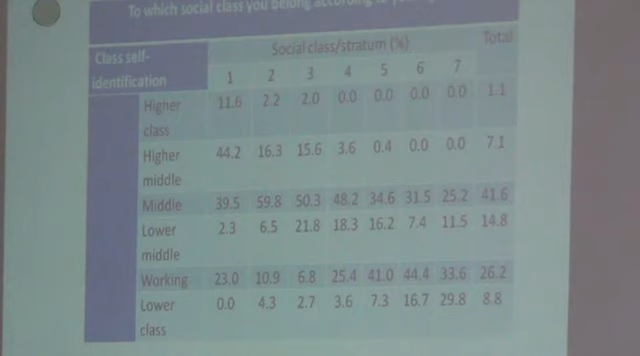 To which social class you belong according to
Class self-identification Social class/stratum (%) Total
1 2 3 4 5 6 7
Higher class 11.6 2.2 2.0 0.0 0.0 0.0 0.0 1.1
Higher middle 44.2 16.3 15.6 3.6 0.4 0.0 0.0 7.1
Middle 39.5 59.8 50.3 48.2 34.6 31.5 25.2 41.6
Lower middle 2.3 6.5 21.8 18.3 16.2 7.4 11.5 14.8
Working 23.0 10.9 6.8 25.4 41.0 44.4 33.6 26.2
Lower class 0.0 4.3 2.7 3.6 7.3 16.7 29.8 8.8